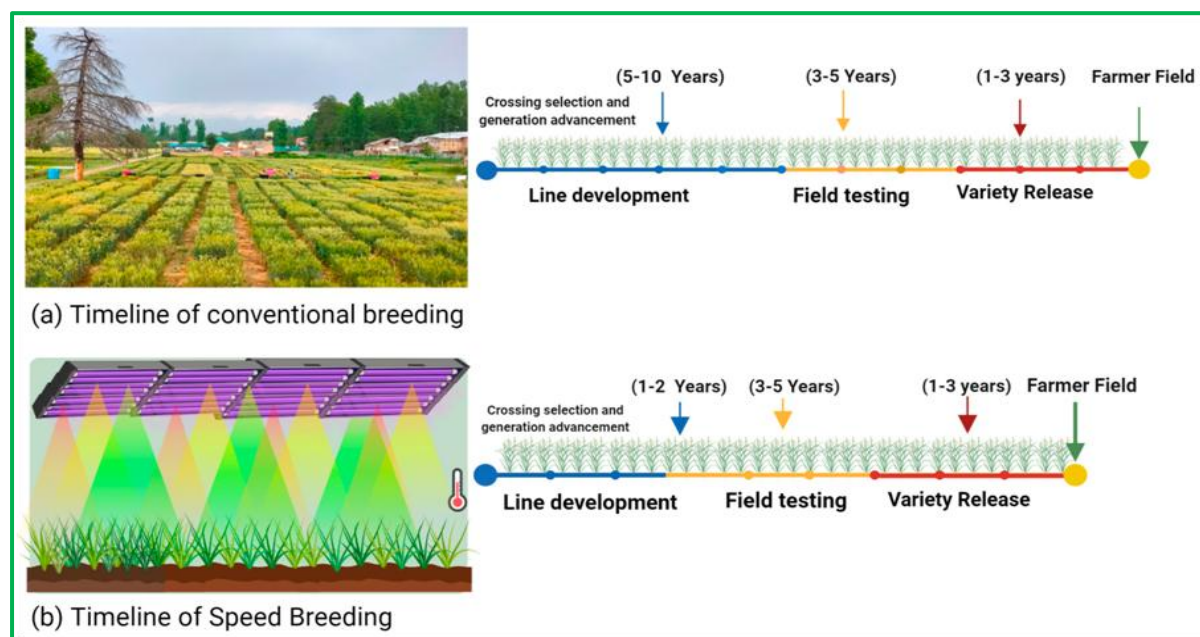 (5-10 Years)
(3-5 Years)
(1-3 years)
Farmer Field
Crossing selection and
generation advancement
Line development
Field testing
Variety Release
(a) Timeline of conventional breeding
(1-2 Years)
(3-5 Years)
(1-3 years)
Farmer Field
Crossing selection and
generation advancement
Line development
Field testing
Variety Release
(b) Timeline of Speed Breeding